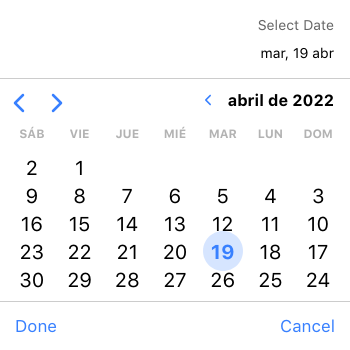 Select Date
mar, 19 abr
abril de 2022
SÁB VIE JUE MIÉ MAR LUN DOM
2 1
9 8 7 6 5 4 3
16 15 14 13 12 11 10
23 22 21 20 19 18 17
30 29 28 27 26 25 24
Done Cancel